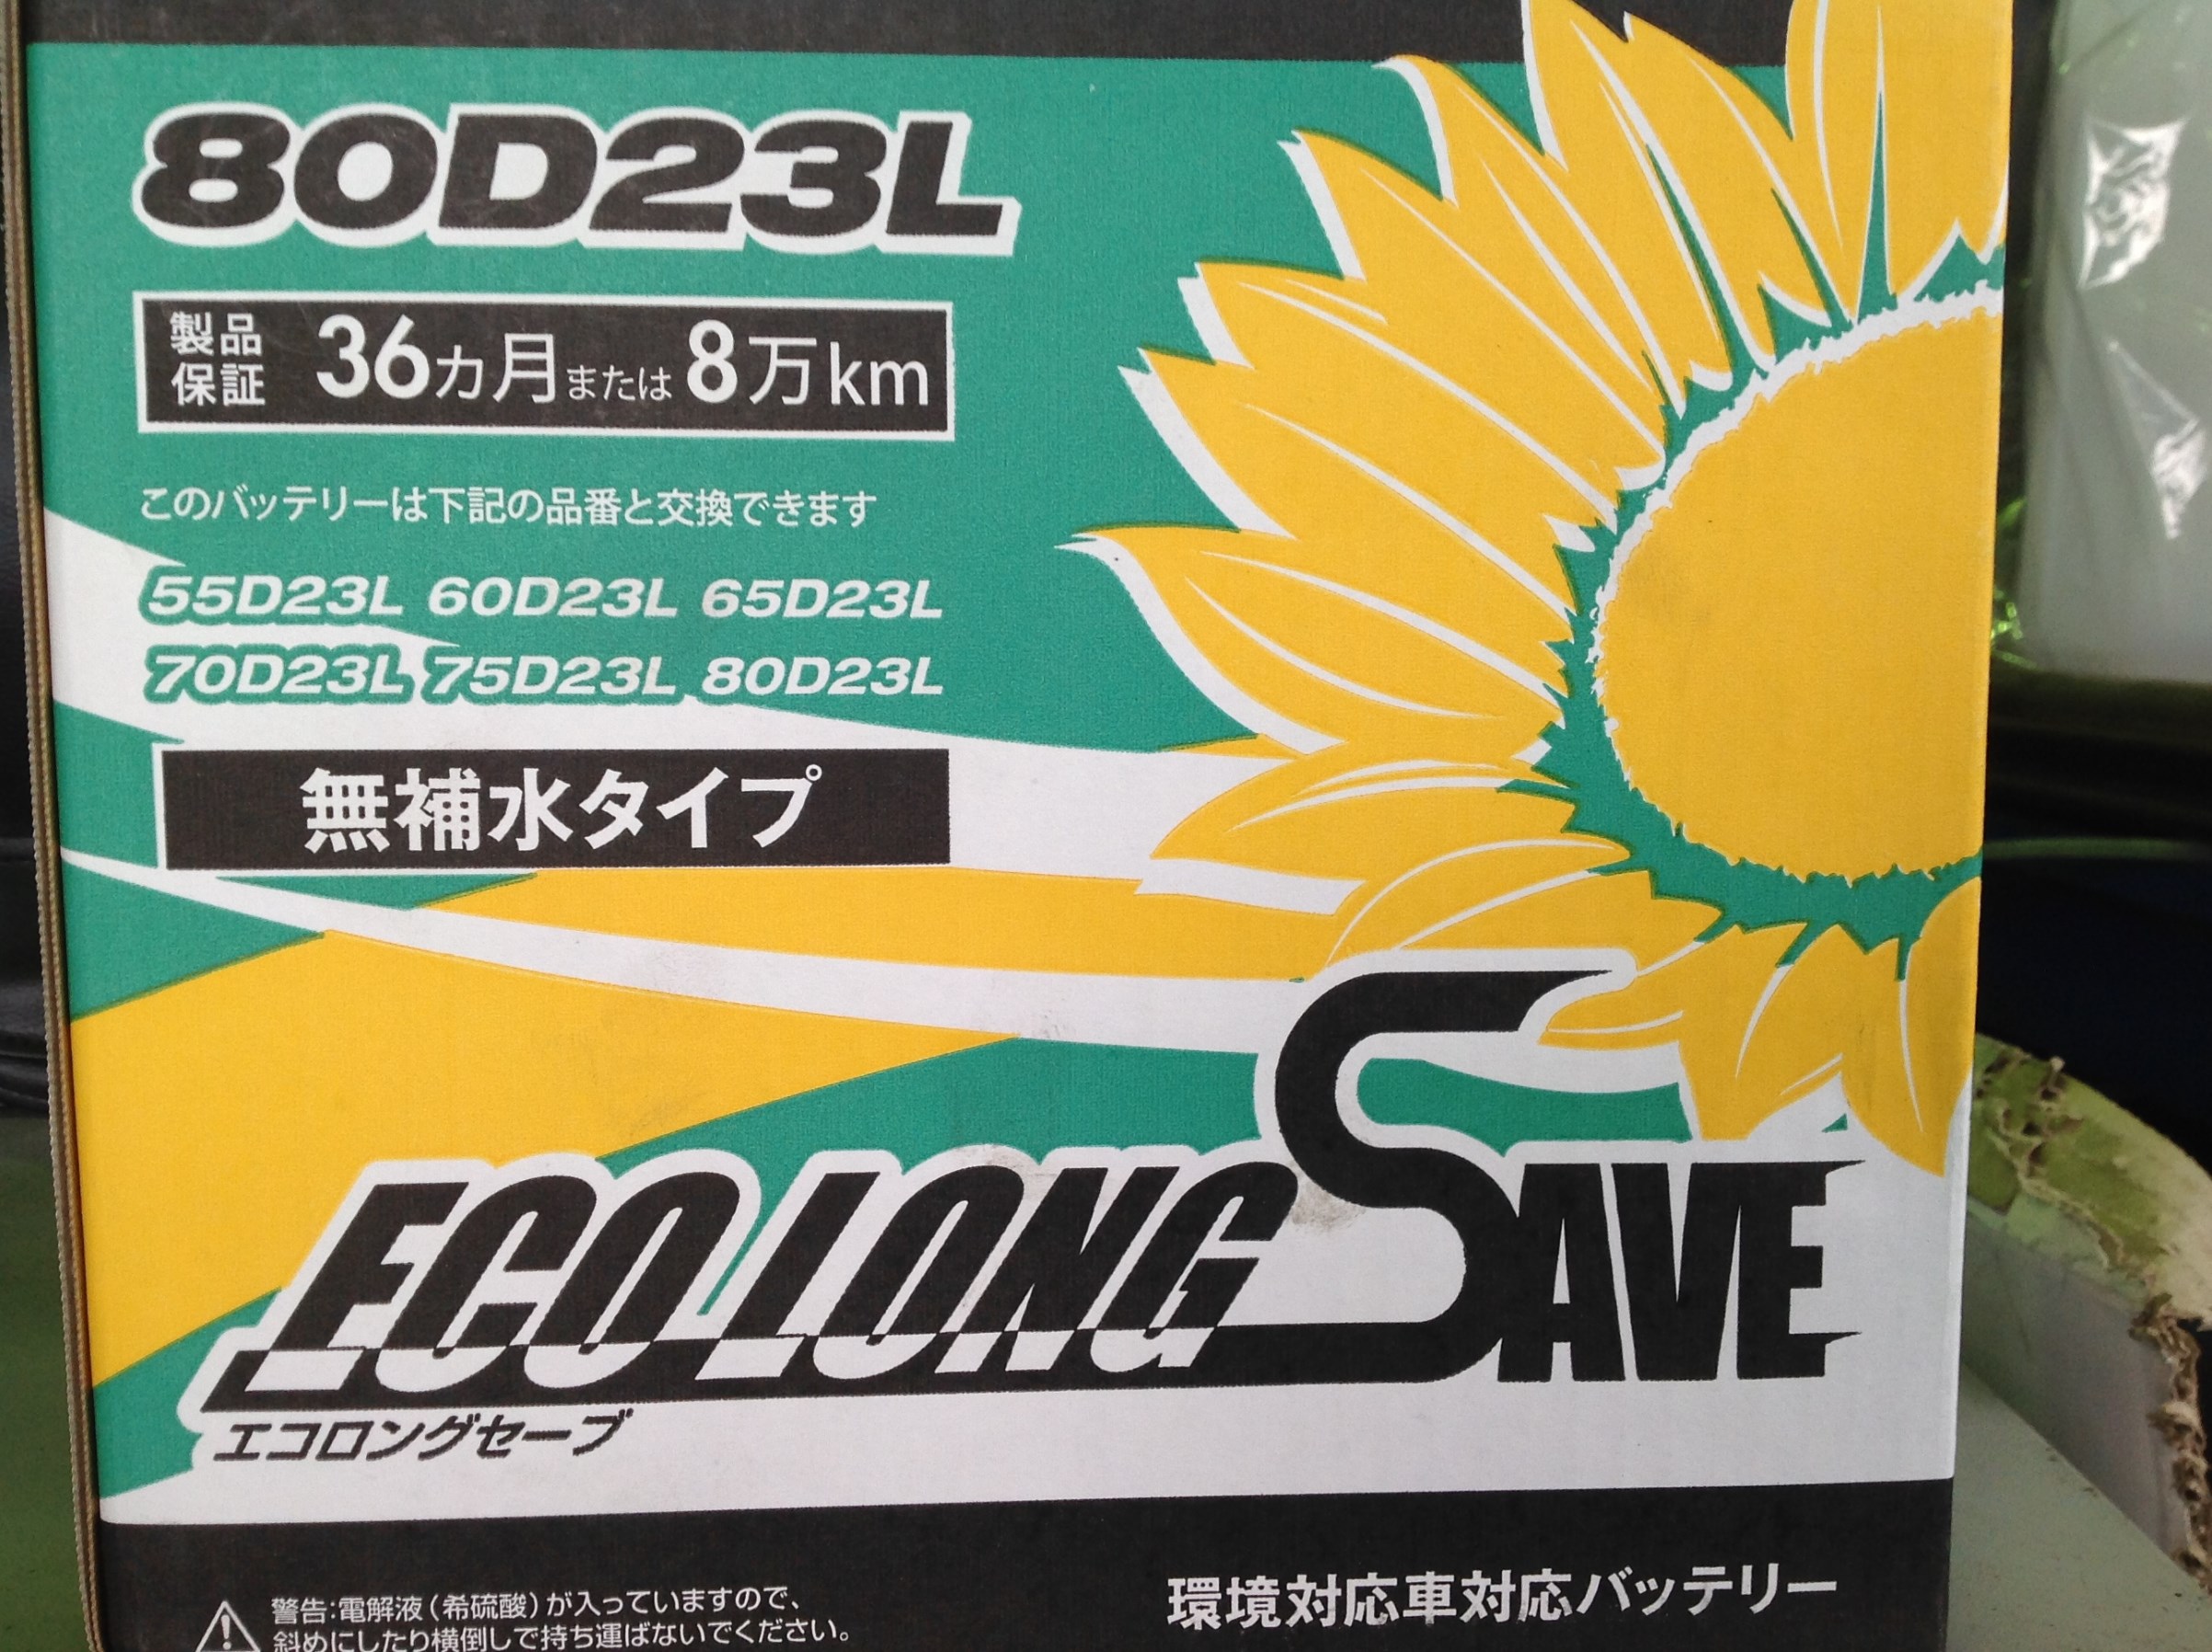 80D23L
製品保証 36カ月または8万km
このバッテリーは下記の品番と交換できます
55D23L 60D23L 65D23L
70D23L 75D23L 80D23L
無補水タイプ
ECO LONG SAVE
エコロングセーブ
警告:電解液(希硫酸)が入っていますので、
斜めにしたり横倒しで持ち運ばないでください。
環境対応車対応バッテリー